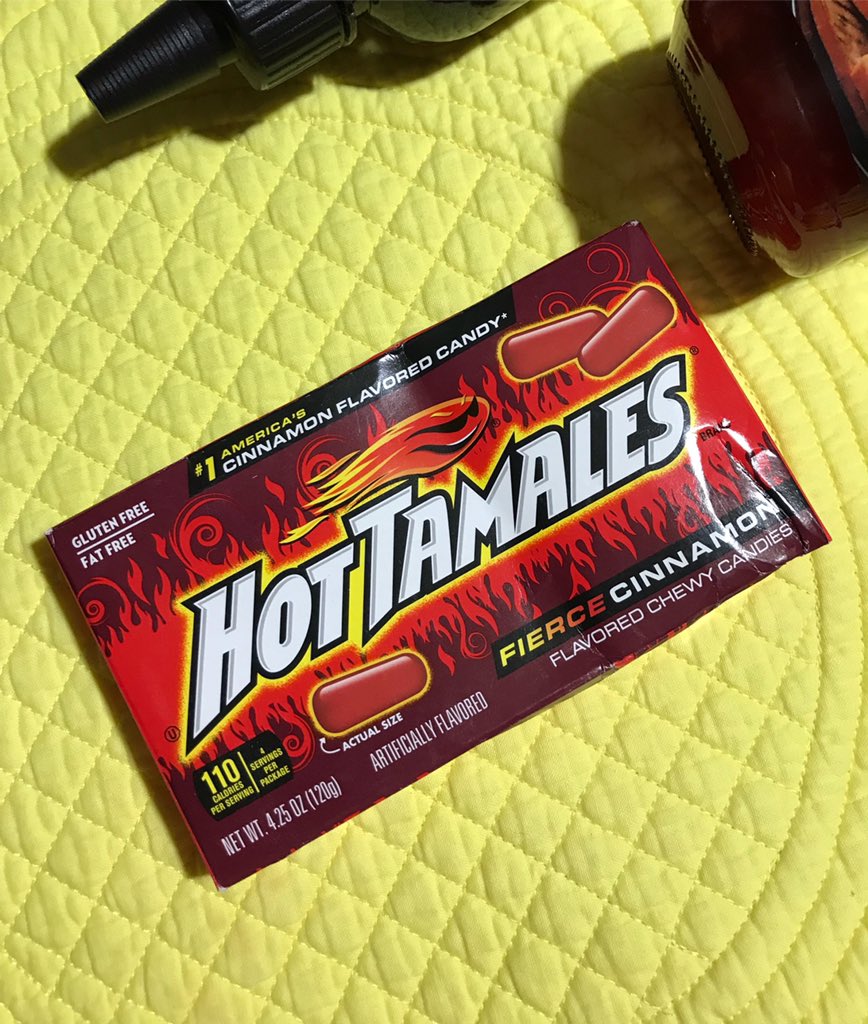 #1 AMERICA'S
CINNAMON FLAVORED CANDY*
GLUTEN FREE
FAT FREE
HOT TAMALES®
BRAND
FIERCE CINNAMON
FLAVORED CHEWY CANDIES
ACTUAL SIZE
ARTIFICIALLY FLAVORED
110
CALORIES
PER SERVING
4
SERVINGS
PER
PACKAGE
NET WT. 4.25 OZ (120g)